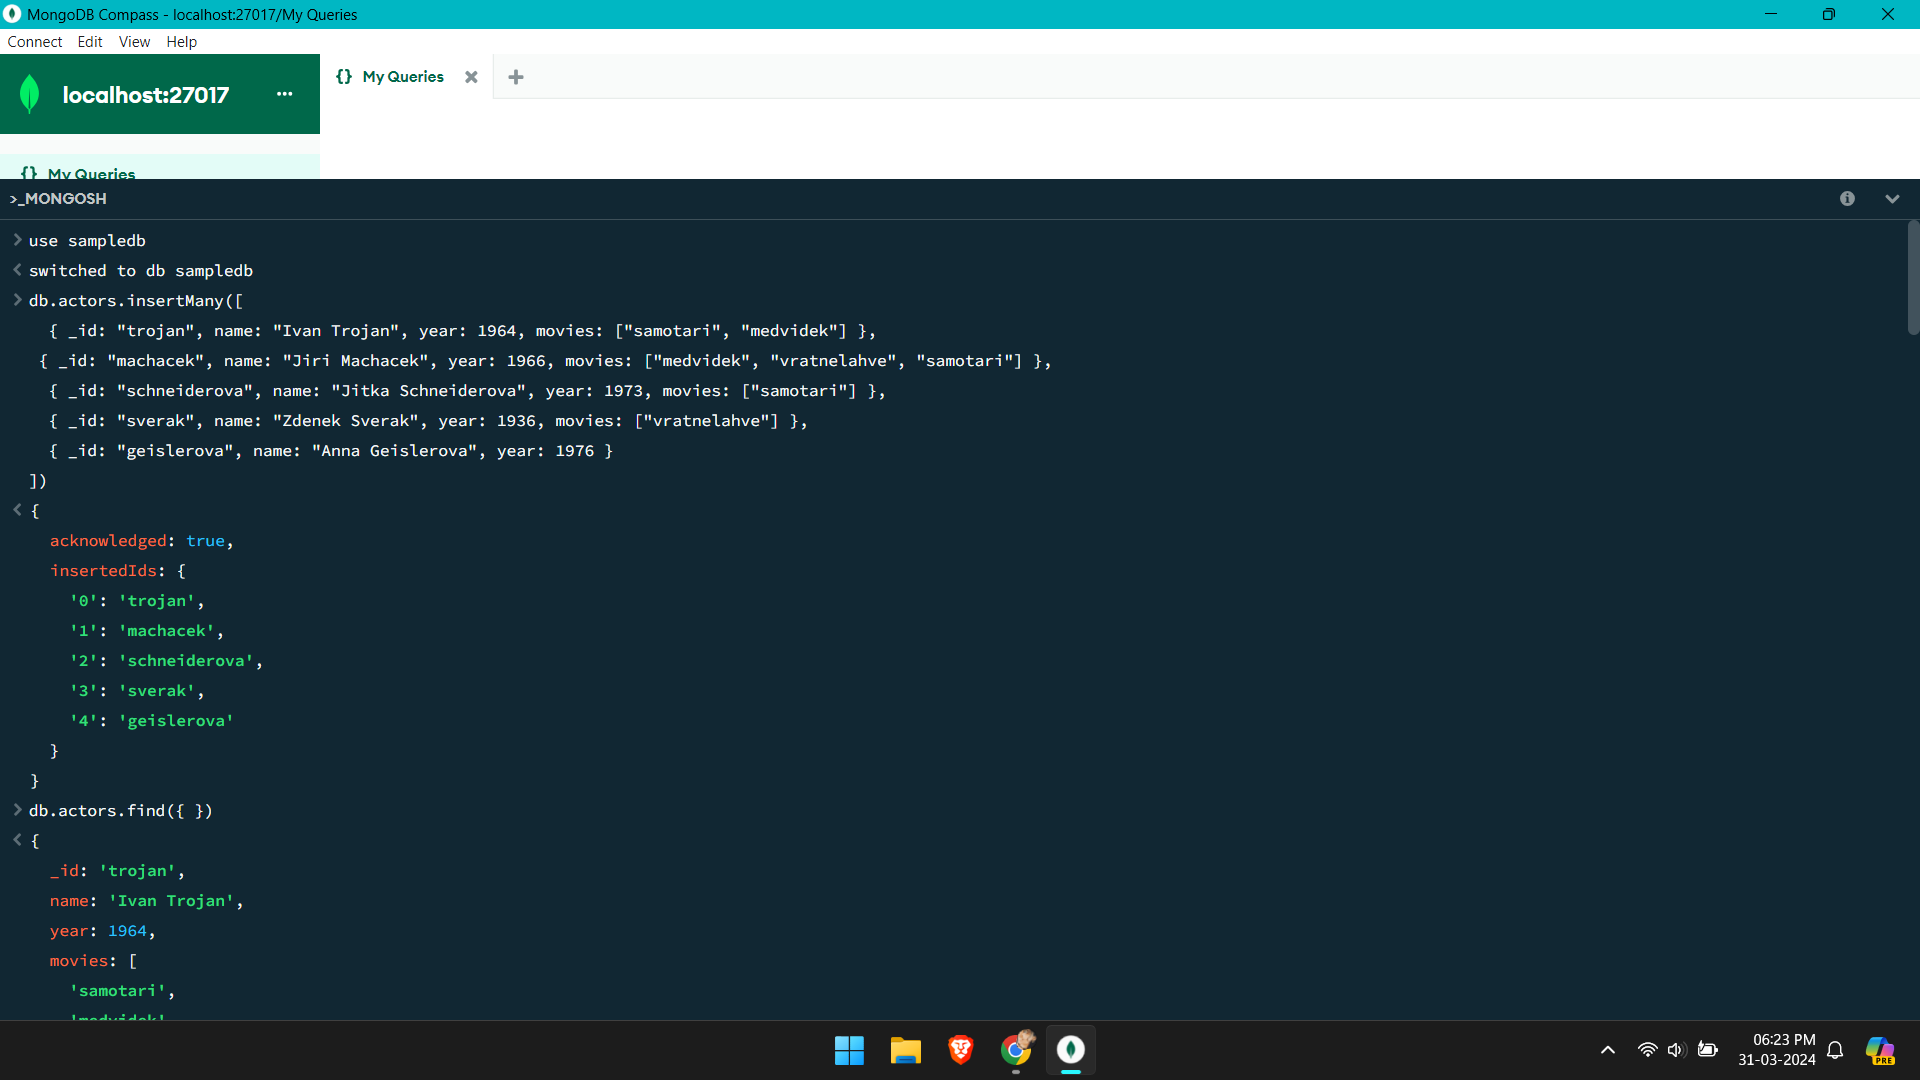 MongoDB Compass - localhost:27017/My Queries
Connect Edit View Help
localhost:27017 ...
{} My Queries
{} My Queries
>_MONGOSH
> use sampledb
< switched to db sampledb
> db.actors.insertMany([
{ _id: "trojan", name: "Ivan Trojan", year: 1964, movies: ["samotari", "medvidek"] },
{ _id: "machacek", name: "Jiri Machacek", year: 1966, movies: ["medvidek", "vratnelahve", "samotari"] },
{ _id: "schneiderova", name: "Jitka Schneiderova", year: 1973, movies: ["samotari"] },
{ _id: "sverak", name: "Zdenek Sverak", year: 1936, movies: ["vratnelahve"] },
{ _id: "geislerova", name: "Anna Geislerova", year: 1976 }
])
< {
acknowledged: true,
insertedIds: {
'0': 'trojan',
'1': 'machacek',
'2': 'schneiderova',
'3': 'sverak',
'4': 'geislerova'
}
}
> db.actors.find({ })
< {
_id: 'trojan',
name: 'Ivan Trojan',
year: 1964,
movies: [
'samotari',
'medvidek'
06:23 PM
31-03-2024
PRE